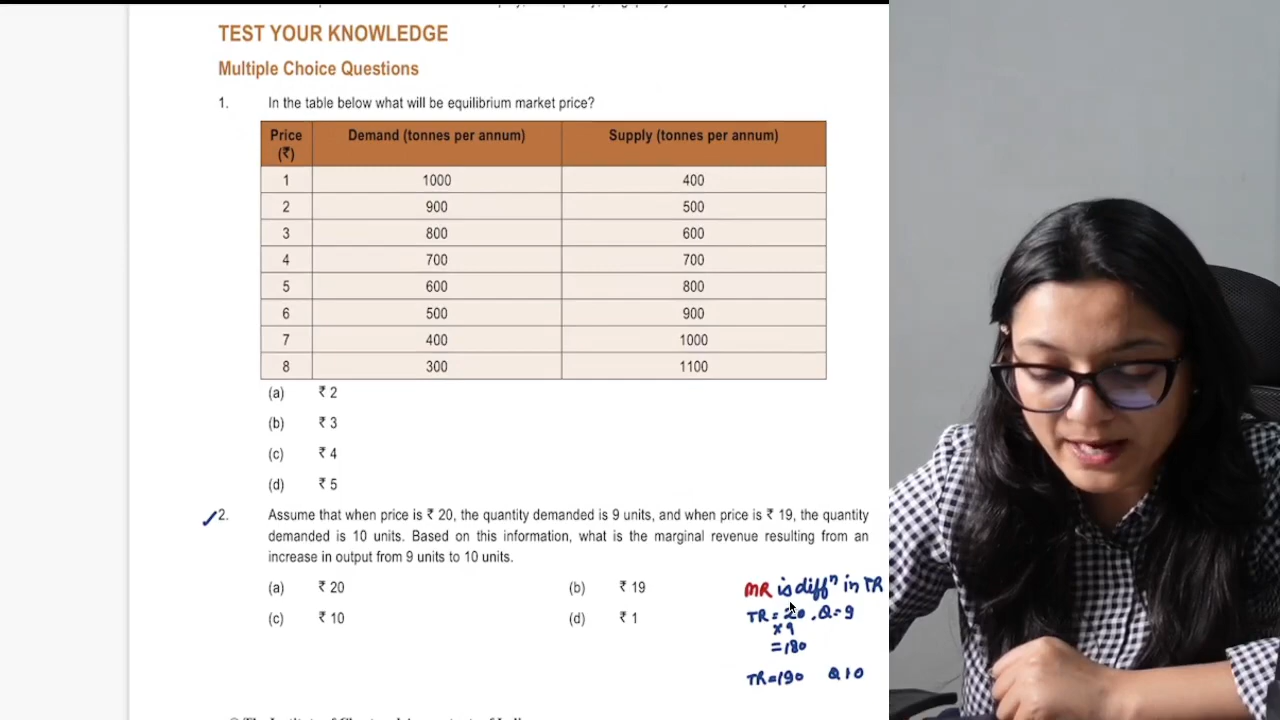 TEST YOUR KNOWLEDGE
Multiple Choice Questions
1. In the table below what will be equilibrium market price?
Price (₹) Demand (tonnes per annum) Supply (tonnes per annum)
1 1000 400
2 900 500
3 800 600
4 700 700
5 600 800
6 500 900
7 400 1000
8 300 1100
(a) ₹ 2
(b) ₹ 3
(c) ₹ 4
(d) ₹ 5
2. Assume that when price is ₹ 20, the quantity demanded is 9 units, and when price is ₹ 19, the quantity
demanded is 10 units. Based on this information, what is the marginal revenue resulting from an
increase in output from 9 units to 10 units.
(a) ₹ 20 (b) ₹ 19
(c) ₹ 10 (d) ₹ 1
MR is diffⁿ in TR
TR = 20 , Q = 9
× 9
= 180
TR = 190 Q 10